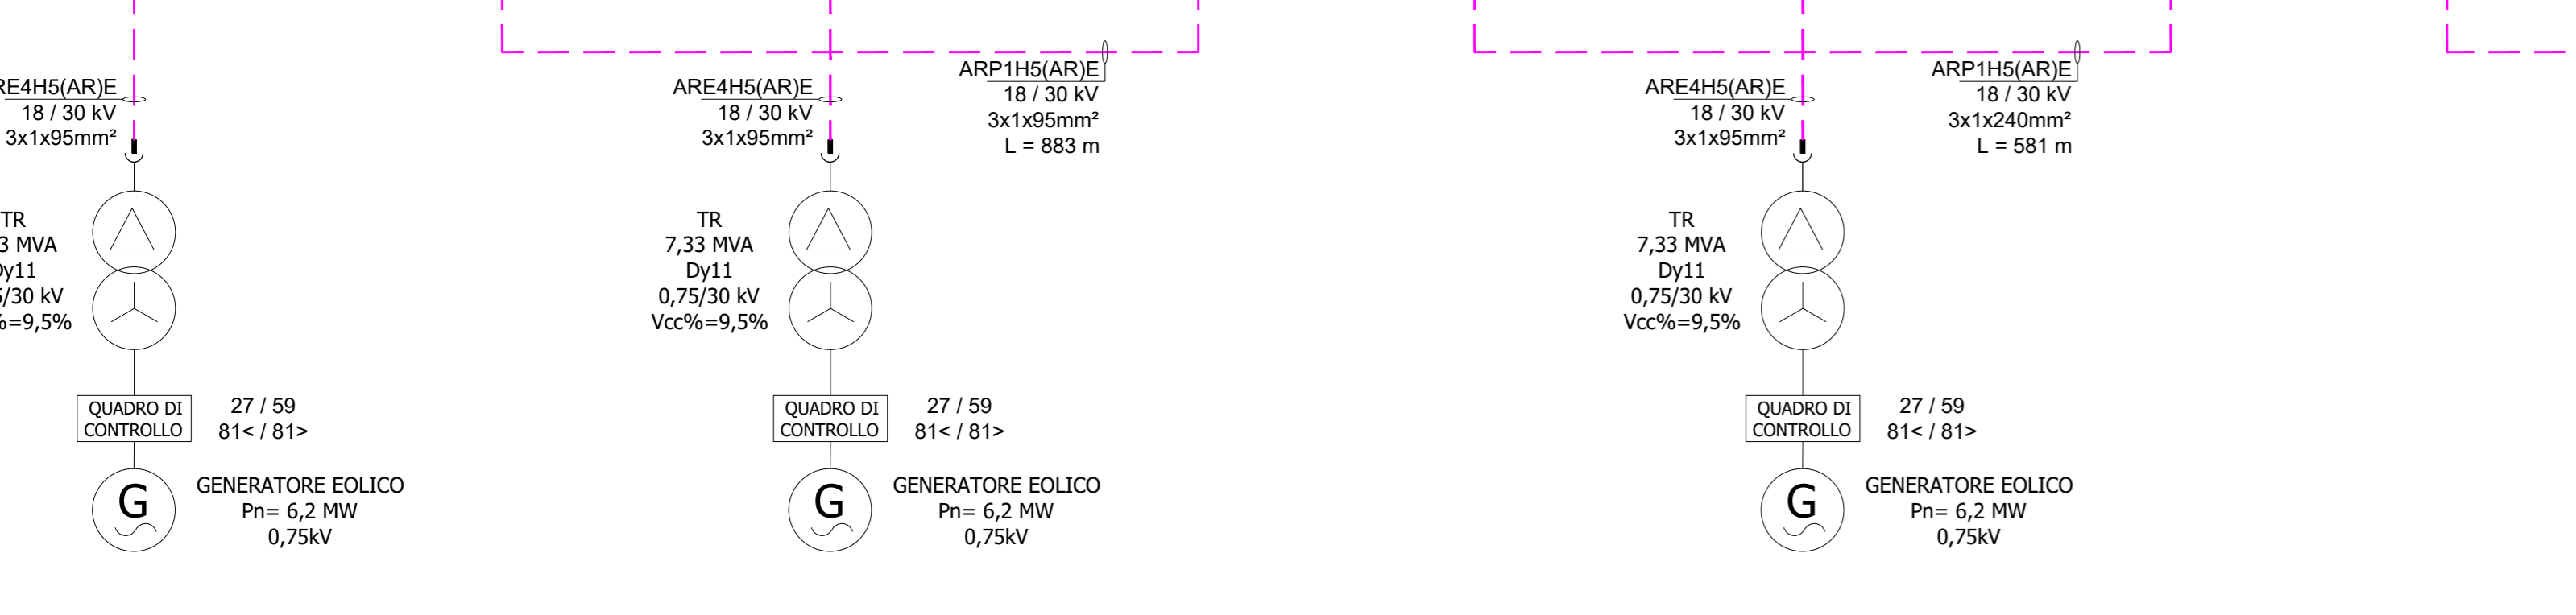 RE4H5(AR)E
18 / 30 kV
3x1x95mm²
TR
3 MVA
Dy11
5/30 kV
%=9,5%
QUADRO DI
CONTROLLO
27 / 59
81< / 81>
G
GENERATORE EOLICO
Pn= 6,2 MW
0,75kV
ARE4H5(AR)E
18 / 30 kV
3x1x95mm²
ARP1H5(AR)E
18 / 30 kV
3x1x95mm²
L = 883 m
TR
7,33 MVA
Dy11
0,75/30 kV
Vcc%=9,5%
QUADRO DI
CONTROLLO
27 / 59
81< / 81>
G
GENERATORE EOLICO
Pn= 6,2 MW
0,75kV
ARE4H5(AR)E
18 / 30 kV
3x1x95mm²
ARP1H5(AR)E
18 / 30 kV
3x1x240mm²
L = 581 m
TR
7,33 MVA
Dy11
0,75/30 kV
Vcc%=9,5%
QUADRO DI
CONTROLLO
27 / 59
81< / 81>
G
GENERATORE EOLICO
Pn= 6,2 MW
0,75kV